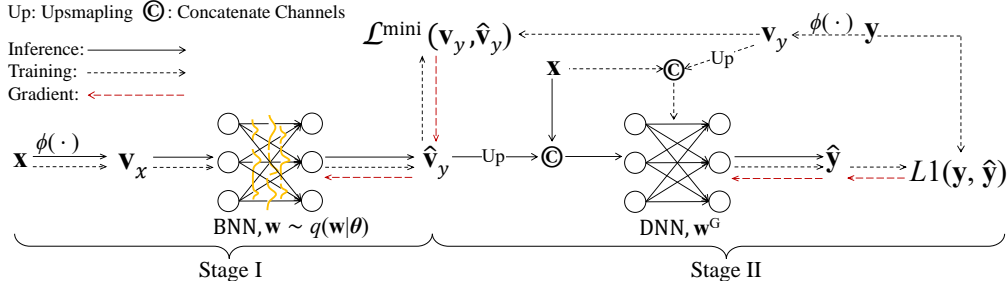 Up: Upsmapling ©: Concatenate Channels
Inference:
Training:
Gradient:
ℒ^mini(v_y, v̂_y)
v_y
ϕ(·)
y
Up
x
©
x
ϕ(·)
v_x
v̂_y
Up
©
ŷ
L1(y, ŷ)
BNN, w ~ q(w|θ)
DNN, w^G
Stage I
Stage II